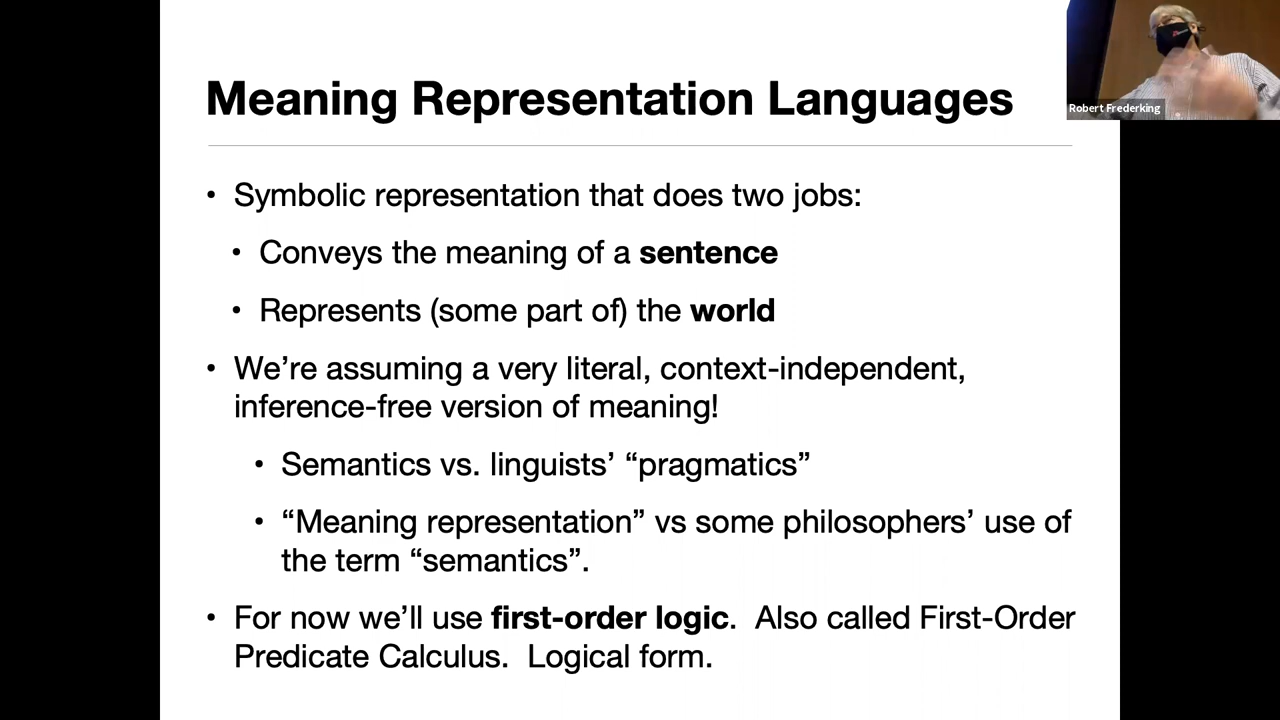 Meaning Representation Languages
Robert Frederking
• Symbolic representation that does two jobs:
• Conveys the meaning of a sentence
• Represents (some part of) the world
• We’re assuming a very literal, context-independent,
inference-free version of meaning!
• Semantics vs. linguists’ “pragmatics”
• “Meaning representation” vs some philosophers’ use of
the term “semantics”.
• For now we’ll use first-order logic.  Also called First-Order
Predicate Calculus.  Logical form.